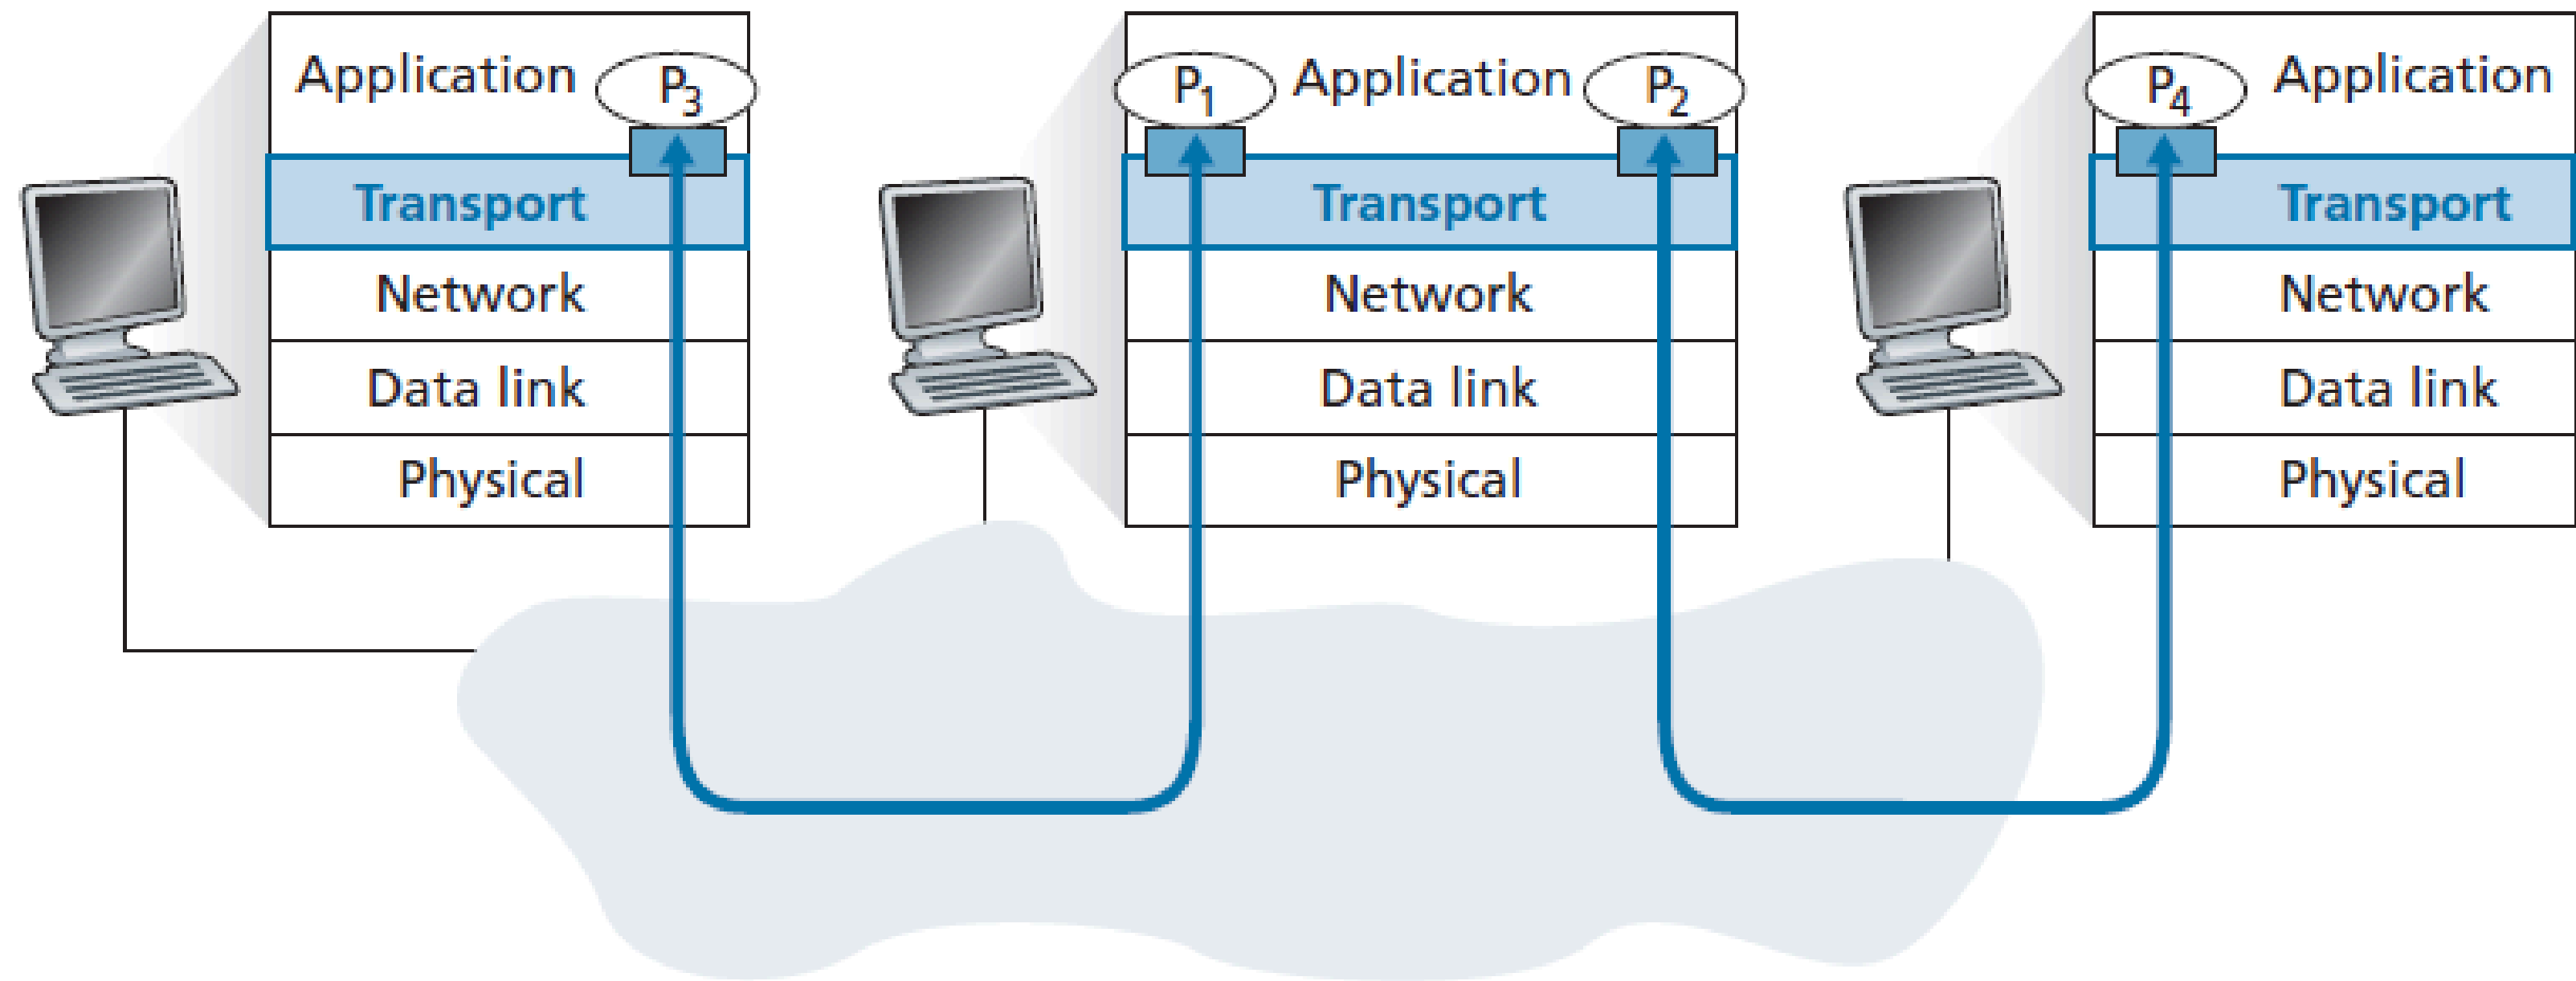 Application P₃
Transport
Network
Data link
Physical
P₁ Application P₂
Transport
Network
Data link
Physical
P₄ Application
Transport
Network
Data link
Physical